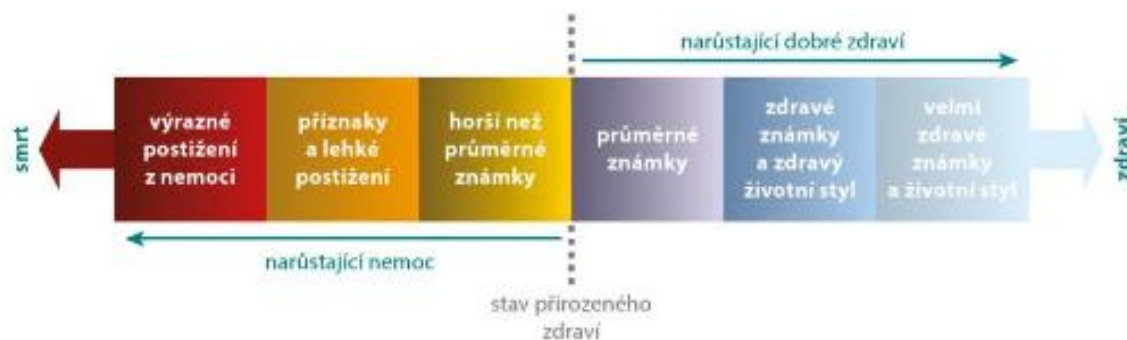 narůstající dobré zdraví
smrt
výrazné
postižení
z nemoci
příznaky
a lehké
postižení
horší než
průměrné
známky
průměrné
známky
zdravé
známky
a zdravý
životní styl
velmi
zdravé
známky
a životní styl
zdraví
narůstající nemoc
stav přirozeného
zdraví